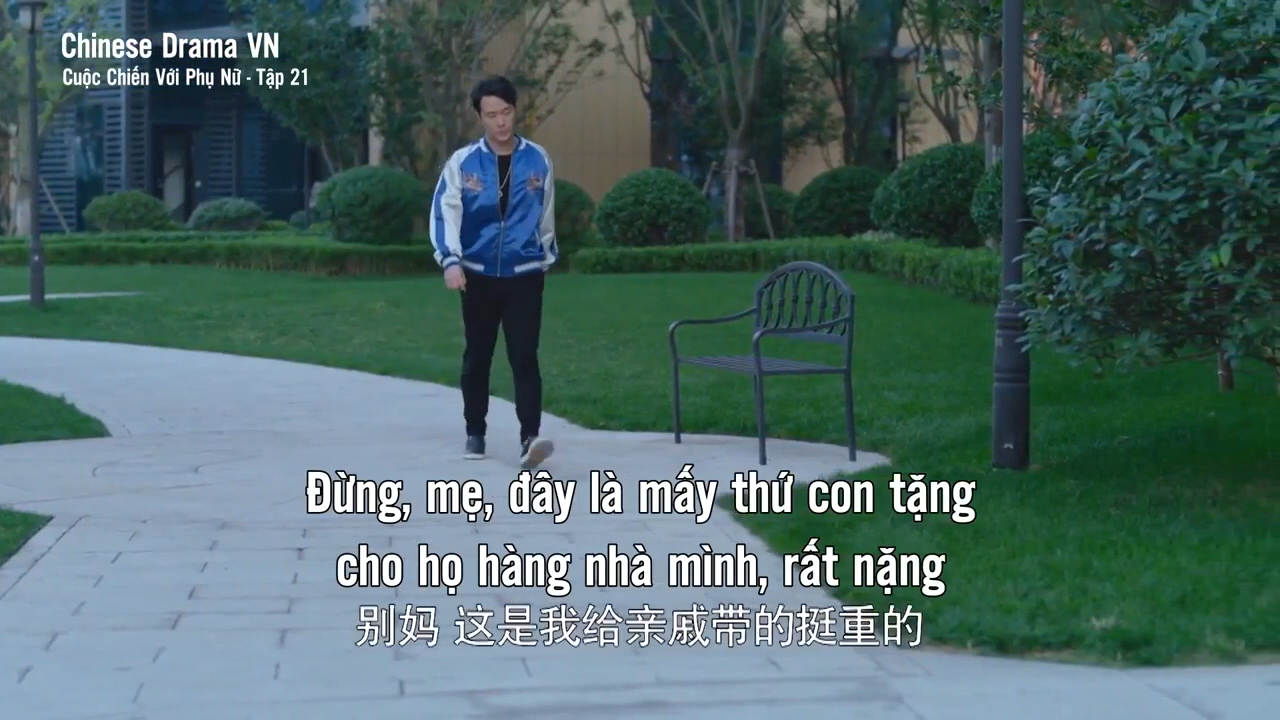 Chinese Drama VN
Cuộc Chiến Với Phụ Nữ - Tập 21
Đừng, mẹ, đây là mấy thứ con tặng
cho họ hàng nhà mình, rất nặng
别妈 这是我给亲戚带的挺重的